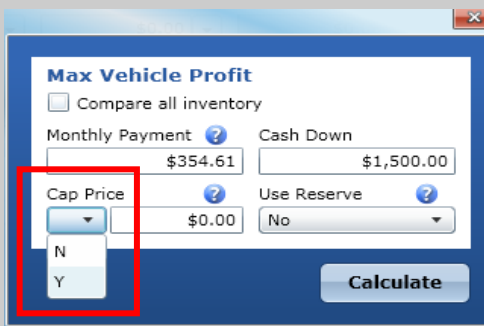 Max Vehicle Profit
Compare all inventory
Monthly Payment ? Cash Down
$354.61 $1,500.00
Cap Price ? Use Reserve ?
$0.00 No
N
Y
Calculate